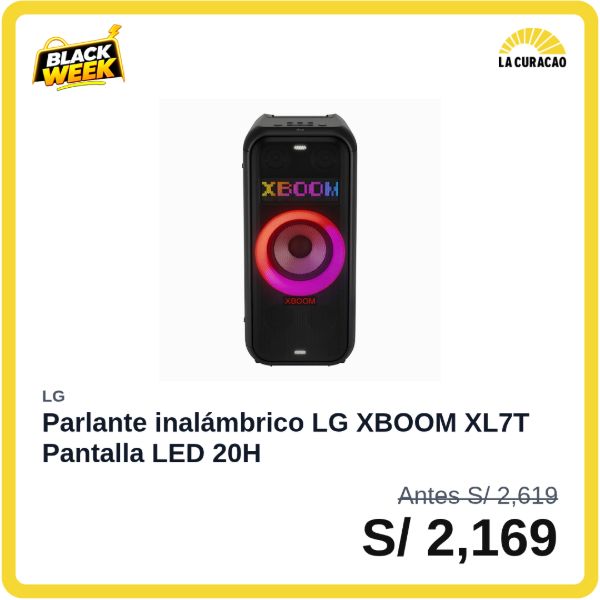 BLACK
WEEK
LA CURACAO
XBOOM
XBOOM
LG
Parlante inalámbrico LG XBOOM XL7T
Pantalla LED 20H
Antes S/ 2,619
S/ 2,169